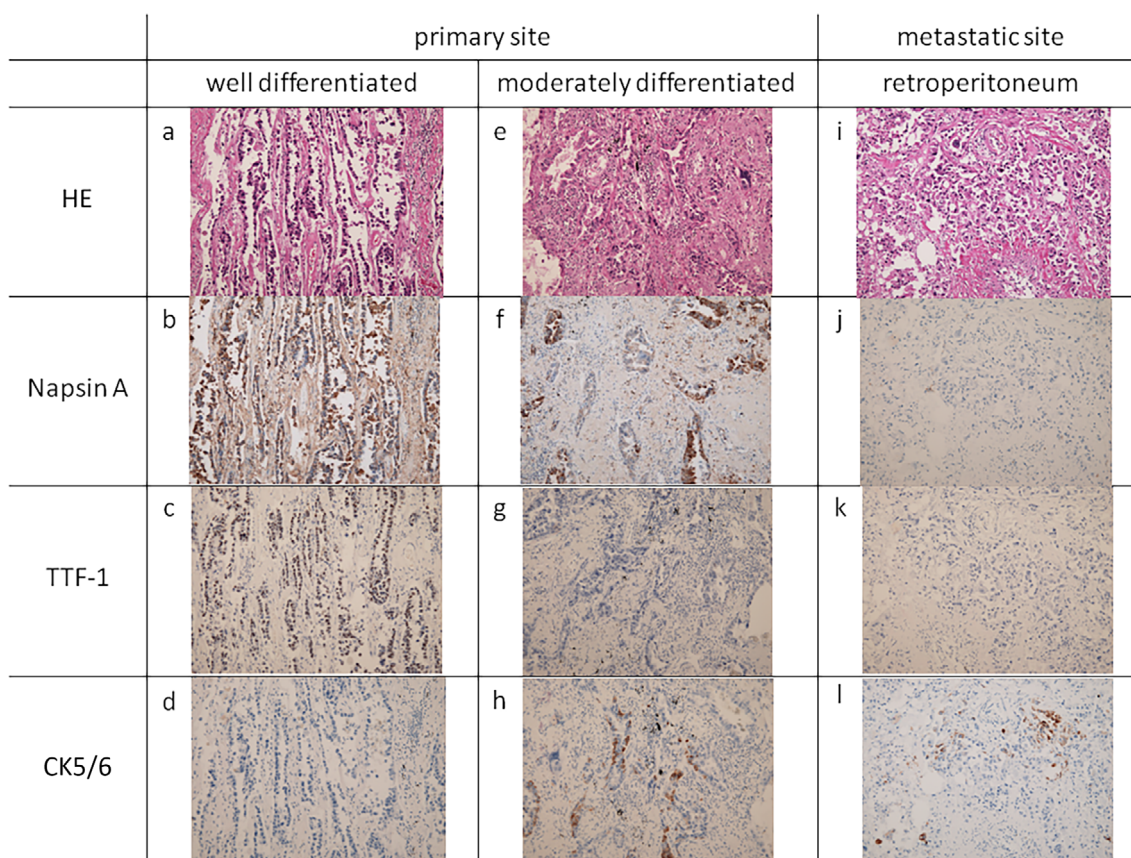 primary site
metastatic site
well differentiated
moderately differentiated
retroperitoneum
HE
a
e
i
Napsin A
b
f
j
TTF-1
c
g
k
CK5/6
d
h
l